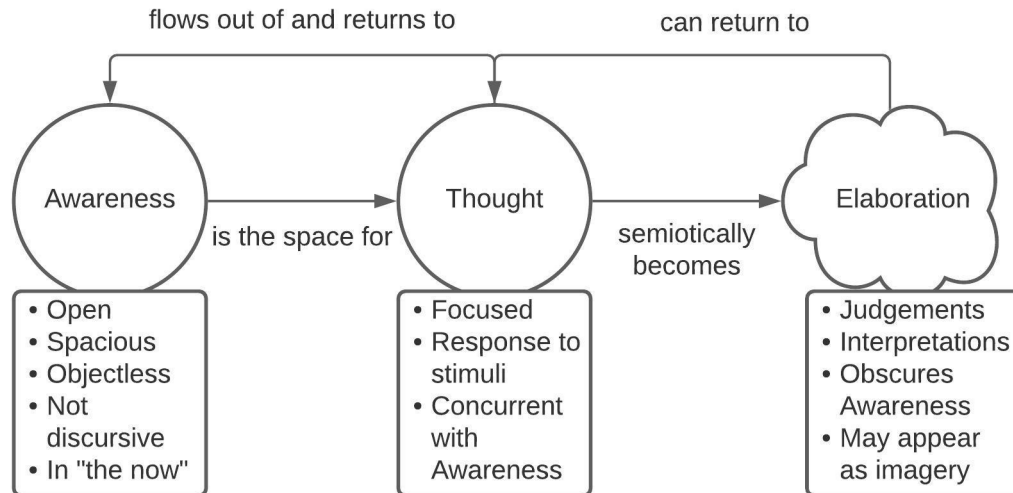 flows out of and returns to
can return to
Awareness
Thought
Elaboration
is the space for
semiotically
becomes
• Open
• Spacious
• Objectless
• Not
discursive
• In "the now"
• Focused
• Response to
stimuli
• Concurrent
with
Awareness
• Judgements
• Interpretations
• Obscures
Awareness
• May appear
as imagery